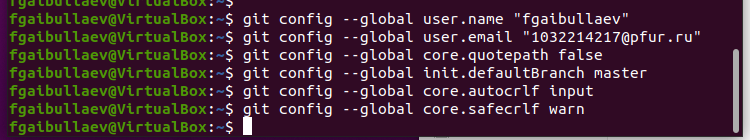 fgaibullaev@VirtualBox:~$
fgaibullaev@VirtualBox:~$ git config --global user.name "fgaibullaev"
fgaibullaev@VirtualBox:~$ git config --global user.email "1032214217@pfur.ru"
fgaibullaev@VirtualBox:~$ git config --global core.quotepath false
fgaibullaev@VirtualBox:~$ git config --global init.defaultBranch master
fgaibullaev@VirtualBox:~$ git config --global core.autocrlf input
fgaibullaev@VirtualBox:~$ git config --global core.safecrlf warn
fgaibullaev@VirtualBox:~$